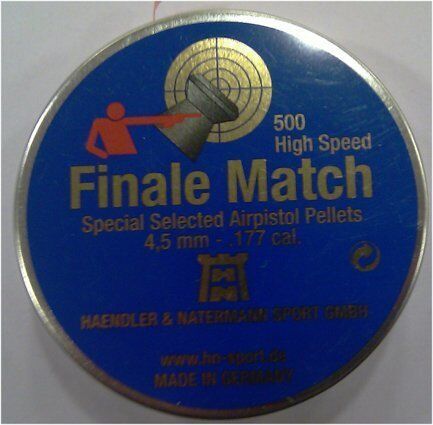 500
High Speed
Finale Match
Special Selected Airpistol Pellets
4,5 mm - .177 cal.
HAENDLER & NATERMANN SPORT GMBH
www.hn-sport.de
MADE IN GERMANY